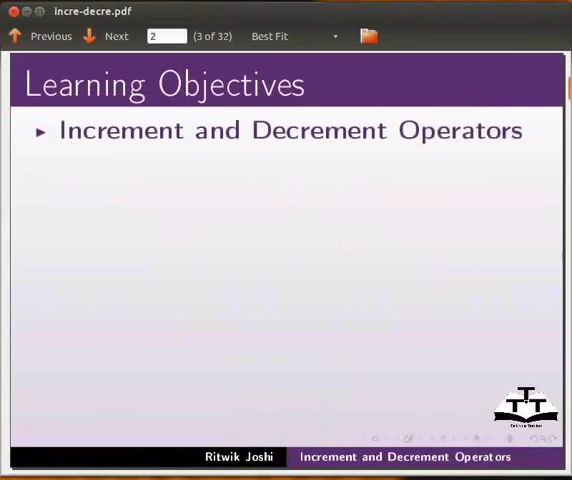 incre-decre.pdf
Previous Next 2 (3 of 32) Best Fit
Learning Objectives
Increment and Decrement Operators
TTT
Ritwik Joshi Increment and Decrement Operators